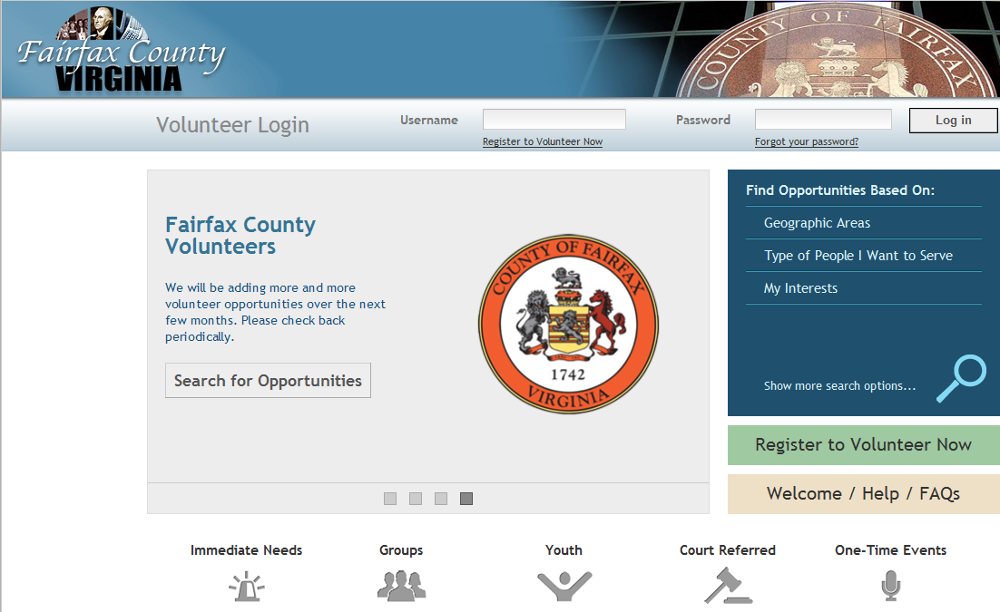 Fairfax County
VIRGINIA
COUNTY OF FAIRFAX
Volunteer Login
Username
Password
Log in
Register to Volunteer Now
Forgot your password?
Fairfax County
Volunteers
We will be adding more and more
volunteer opportunities over the next
few months. Please check back
periodically.
Search for Opportunities
COUNTY OF FAIRFAX
1742
VIRGINIA
Find Opportunities Based On:
Geographic Areas
Type of People I Want to Serve
My Interests
Show more search options...
Register to Volunteer Now
Welcome / Help / FAQs
Immediate Needs
Groups
Youth
Court Referred
One-Time Events